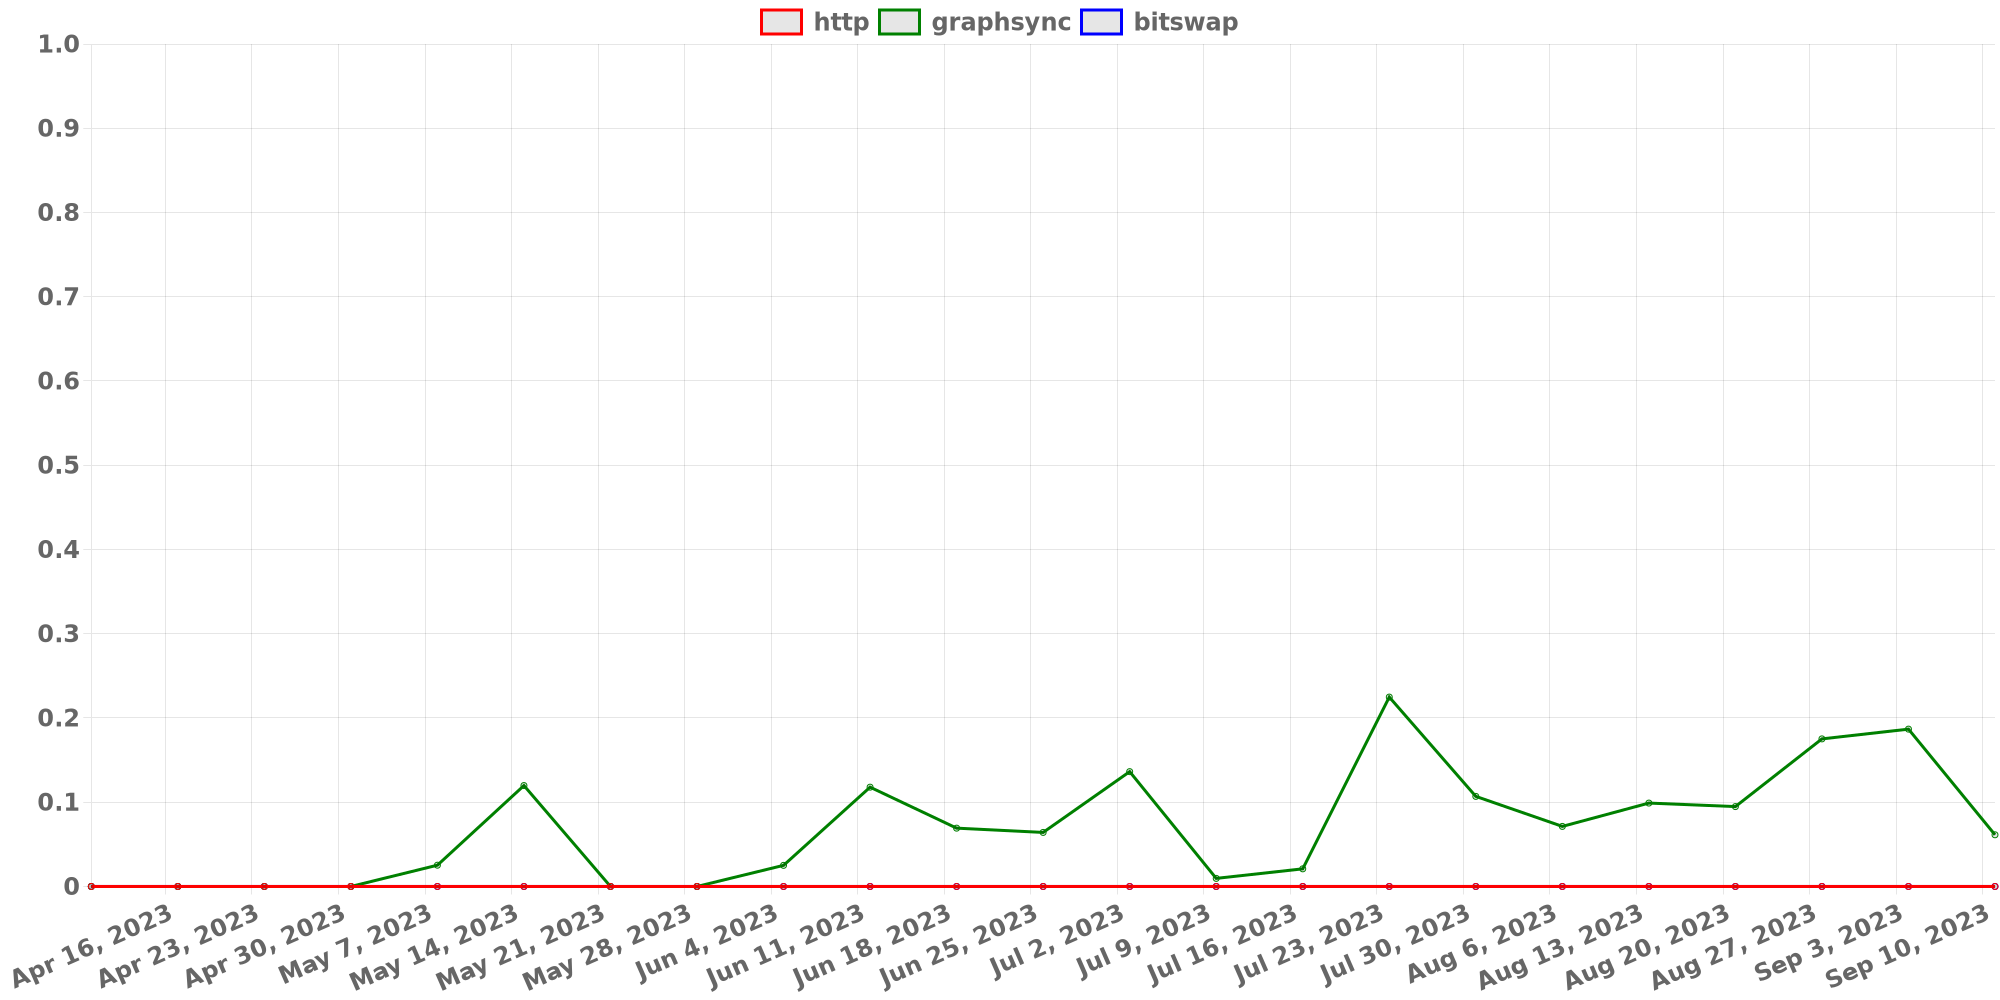 http graphsync bitswap
1.0
0.9
0.8
0.7
0.6
0.5
0.4
0.3
0.2
0.1
0
Apr 16, 2023
Apr 23, 2023
Apr 30, 2023
May 7, 2023
May 14, 2023
May 21, 2023
May 28, 2023
Jun 4, 2023
Jun 11, 2023
Jun 18, 2023
Jun 25, 2023
Jul 2, 2023
Jul 9, 2023
Jul 16, 2023
Jul 23, 2023
Jul 30, 2023
Aug 6, 2023
Aug 13, 2023
Aug 20, 2023
Aug 27, 2023
Sep 3, 2023
Sep 10, 2023